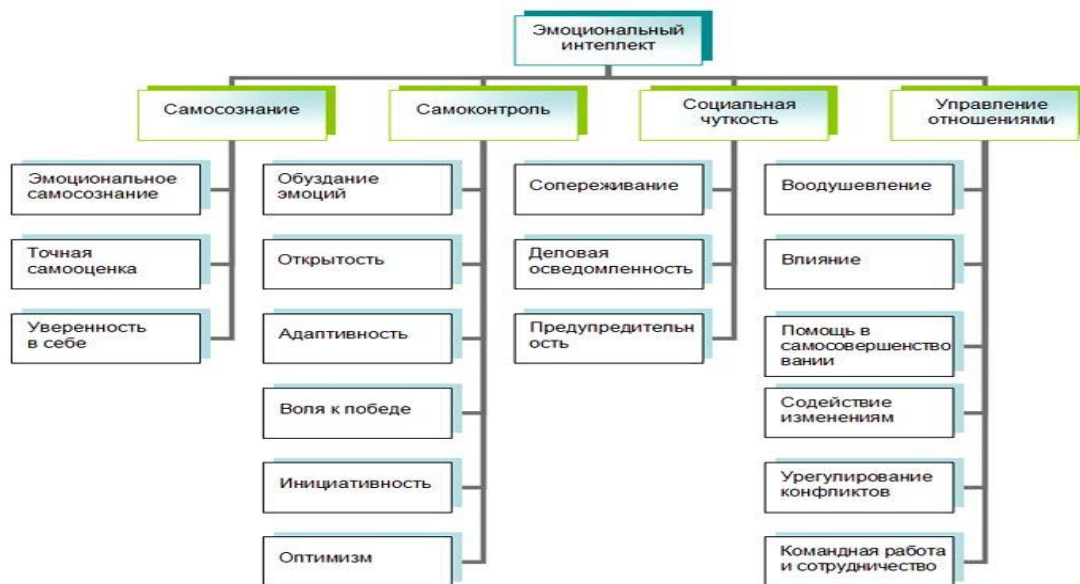 Эмоциональный
интеллект
Самосознание
Самоконтроль
Социальная
чуткость
Управление
отношениями
Эмоциональное
самосознание
Точная
самооценка
Уверенность
в себе
Обуздание
эмоций
Открытость
Адаптивность
Воля к победе
Инициативность
Оптимизм
Сопереживание
Деловая
осведомленность
Предупредительн
ость
Воодушевление
Влияние
Помощь в
самосовершенство
вании
Содействие
изменениям
Урегулирование
конфликтов
Командная работа
и сотрудничество